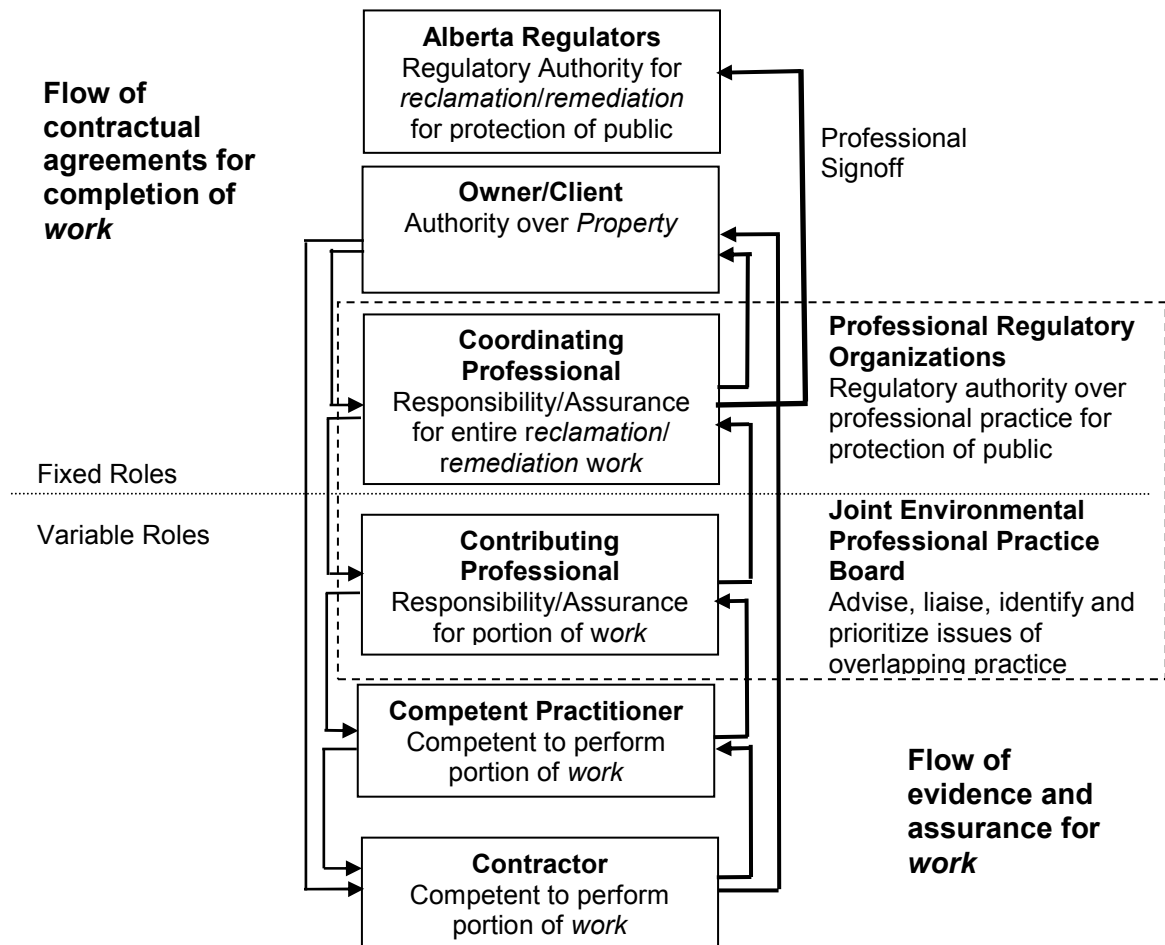 Alberta Regulators
Regulatory Authority for
reclamation/remediation
for protection of public
Flow of
contractual
agreements for
completion of
work
Professional
Signoff
Owner/Client
Authority over Property
Coordinating
Professional
Responsibility/Assurance
for entire reclamation/
remediation work
Professional Regulatory
Organizations
Regulatory authority over
professional practice for
protection of public
Fixed Roles
Variable Roles
Contributing
Professional
Responsibility/Assurance
for portion of work
Joint Environmental
Professional Practice
Board
Advise, liaise, identify and
prioritize issues of
overlapping practice
Competent Practitioner
Competent to perform
portion of work
Flow of
evidence and
assurance for
work
Contractor
Competent to perform
portion of work